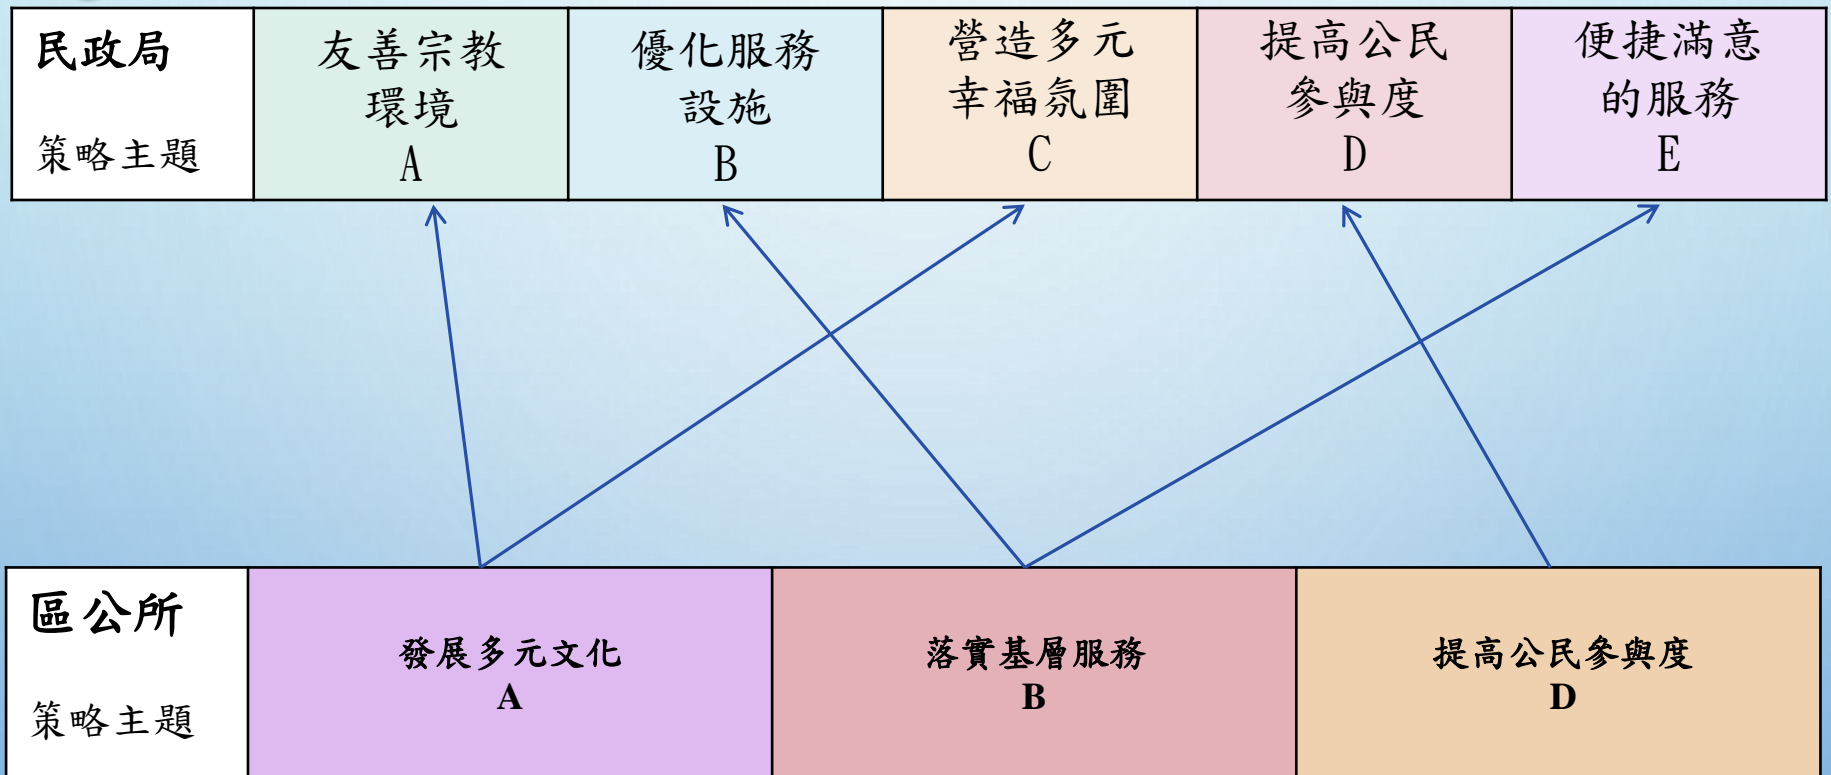 民政局
策略主題
友善宗教
環境
A
優化服務
設施
B
營造多元
幸福氛圍
C
提高公民
參與度
D
便捷滿意
的服務
E
區公所
策略主題
發展多元文化
A
落實基層服務
B
提高公民參與度
D